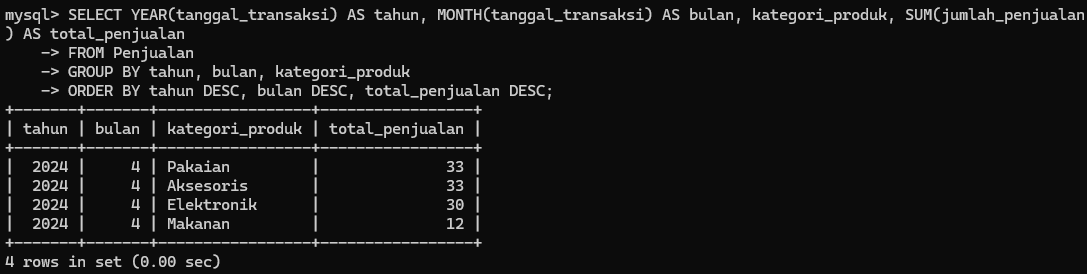 mysql> SELECT YEAR(tanggal_transaksi) AS tahun, MONTH(tanggal_transaksi) AS bulan, kategori_produk, SUM(jumlah_penjualan
) AS total_penjualan
    -> FROM Penjualan
    -> GROUP BY tahun, bulan, kategori_produk
    -> ORDER BY tahun DESC, bulan DESC, total_penjualan DESC;
+-------+-------+-----------------+-----------------+
| tahun | bulan | kategori_produk | total_penjualan |
+-------+-------+-----------------+-----------------+
|  2024 |     4 | Pakaian         |              33 |
|  2024 |     4 | Aksesoris       |              33 |
|  2024 |     4 | Elektronik      |              30 |
|  2024 |     4 | Makanan         |              12 |
+-------+-------+-----------------+-----------------+
4 rows in set (0.00 sec)